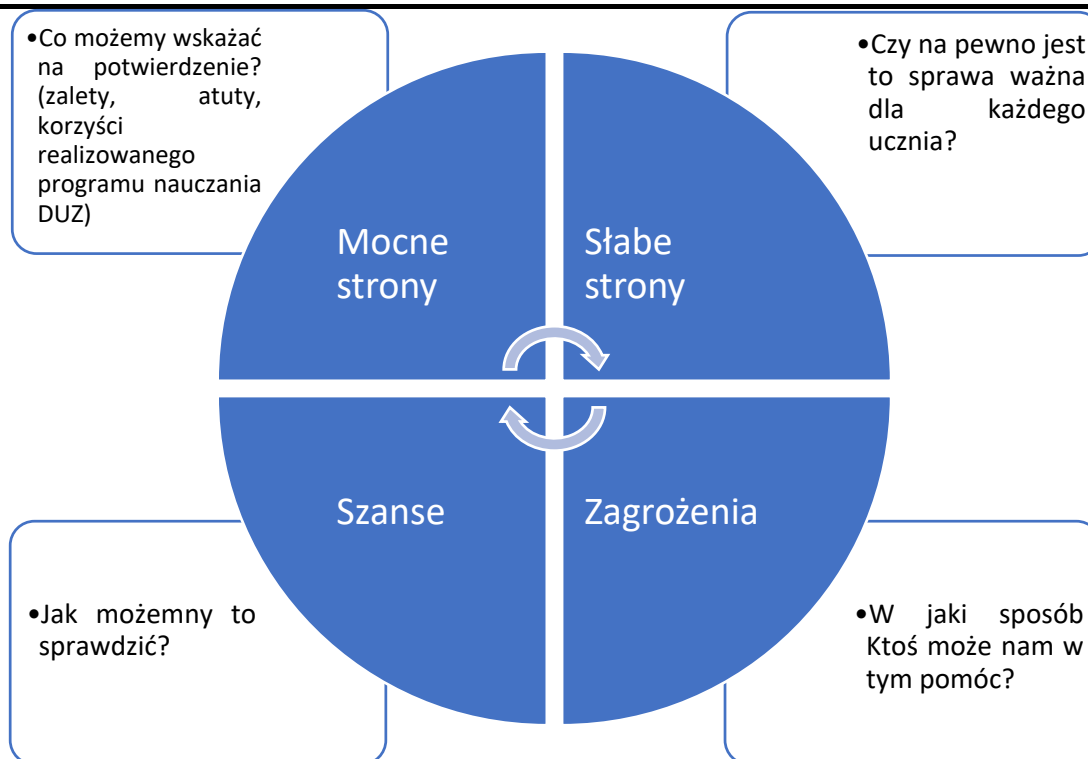 •Co możemy wskażać
na potwierdzenie?
(zalety, atuty,
korzyści
realizowanego
programu nauczania
DUZ)
•Czy na pewno jest
to sprawa ważna
dla każdego
ucznia?
Mocne
strony
Słabe
strony
Szanse
Zagrożenia
•Jak możemny to
sprawdzić?
•W jaki sposób
Ktoś może nam w
tym pomóc?